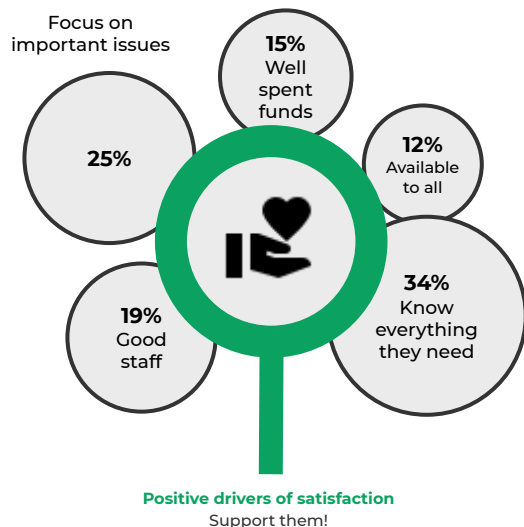 Focus on
important issues
25%
15%
Well
spent
funds
12%
Available
to all
34%
Know
everything
they need
19%
Good
staff
Positive drivers of satisfaction
Support them!